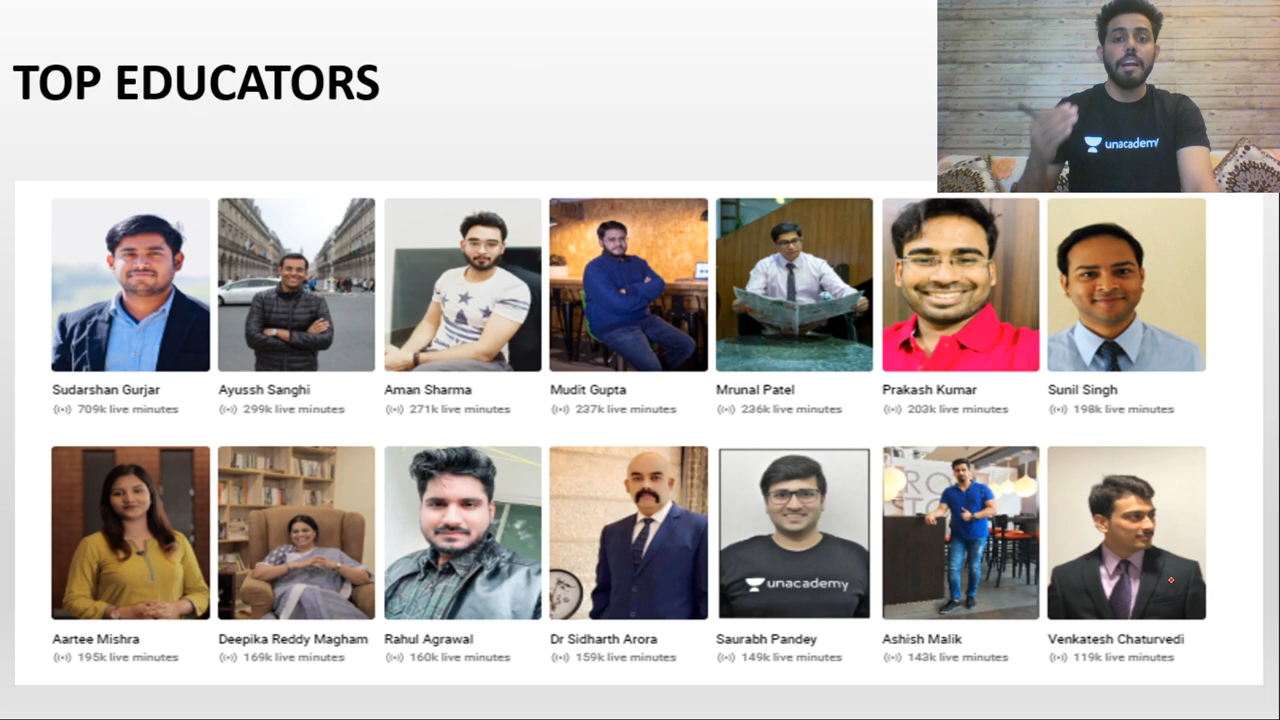 TOP EDUCATORS
unacademy
Sudarshan Gurjar
709k live minutes
Ayussh Sanghi
299k live minutes
Aman Sharma
271k live minutes
Mudit Gupta
237k live minutes
Mrunal Patel
236k live minutes
Prakash Kumar
203k live minutes
Sunil Singh
198k live minutes
Aartee Mishra
195k live minutes
Deepika Reddy Magham
169k live minutes
Rahul Agrawal
160k live minutes
Dr Sidharth Arora
159k live minutes
unacademy
Saurabh Pandey
149k live minutes
Ashish Malik
143k live minutes
Venkatesh Chaturvedi
119k live minutes